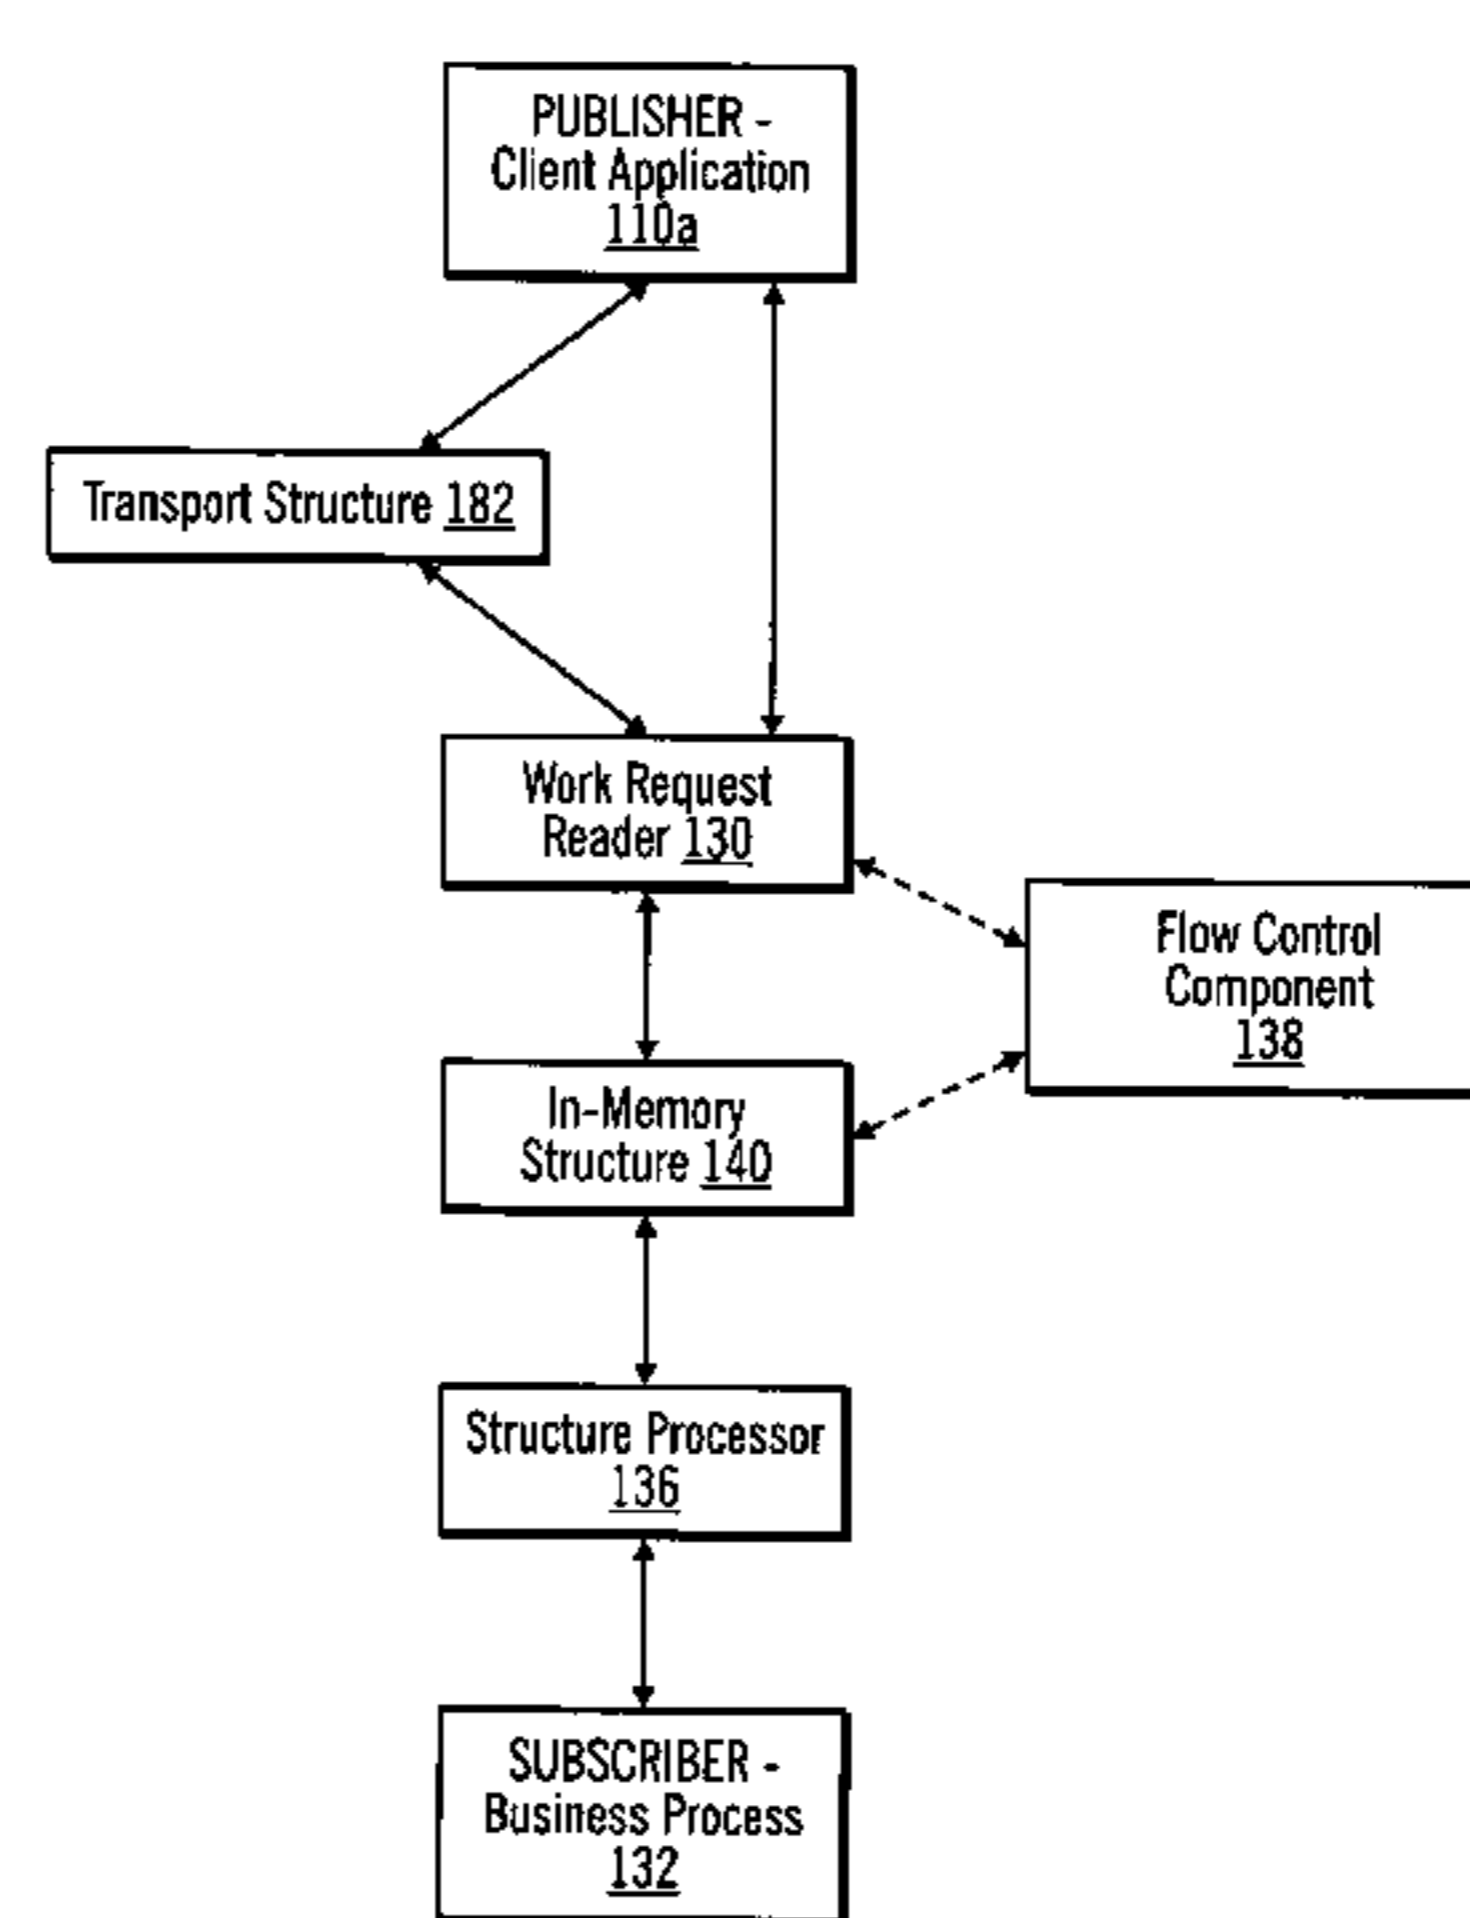 PUBLISHER -
Client Application
110a
Transport Structure 182
Work Request
Reader 130
Flow Control
Component
138
In-Memory
Structure 140
Structure Processor
136
SUBSCRIBER -
Business Process
132